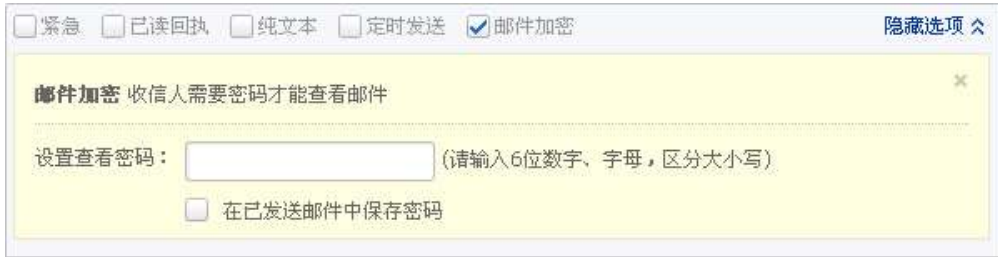 紧急 已读回执 纯文本 定时发送 邮件加密 隐藏选项
邮件加密 收信人需要密码才能查看邮件
设置查看密码： (请输入6位数字、字母，区分大小写)
在已发送邮件中保存密码